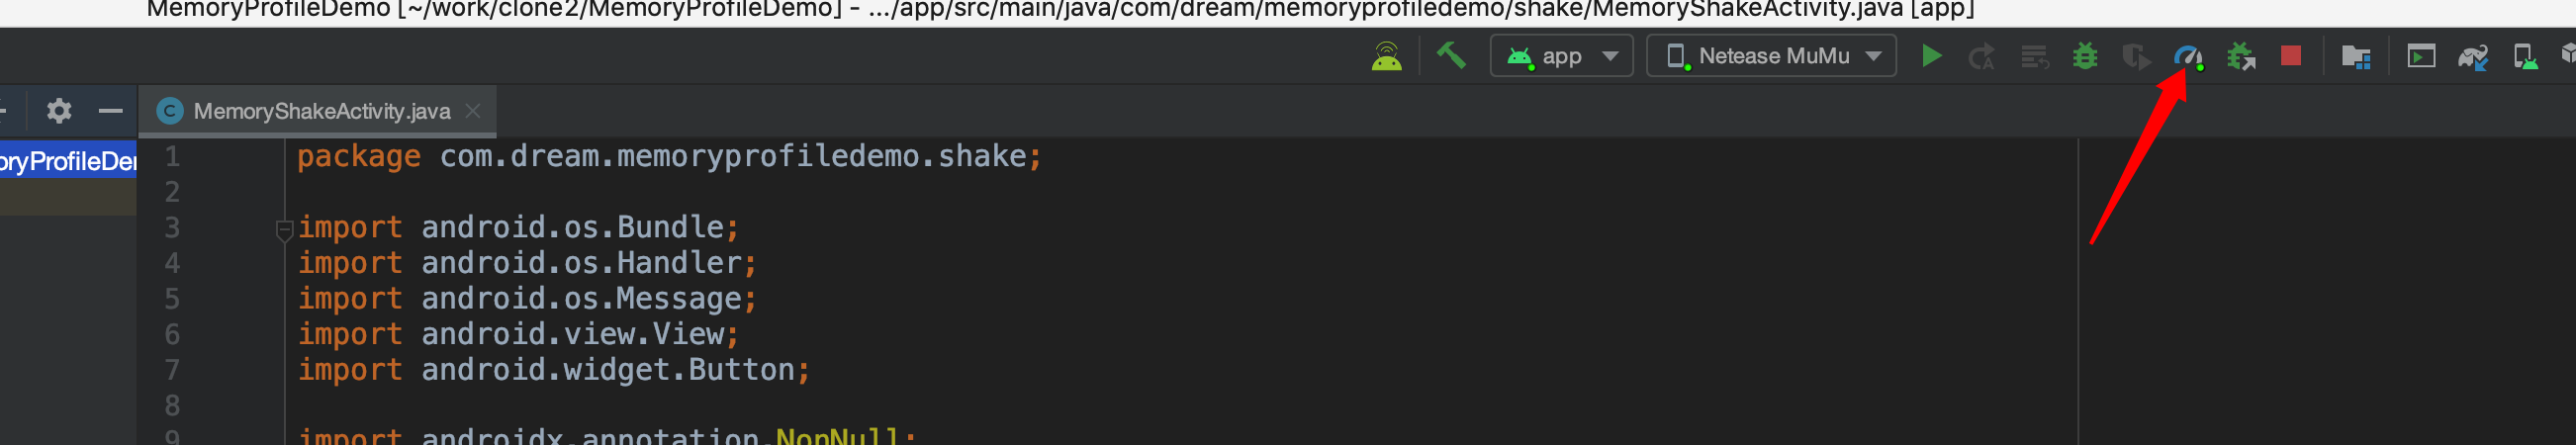 MemoryProfileDemo [~/work/clone2/MemoryProfileDemo] - .../app/src/main/java/com/dream/memoryprofiledemo/shake/MemoryShakeActivity.java [app]
app Netease MuMu
MemoryShakeActivity.java
oryProfileDe
1 package com.dream.memoryprofiledemo.shake;
2
3 import android.os.Bundle;
4 import android.os.Handler;
5 import android.os.Message;
6 import android.view.View;
7 import android.widget.Button;
8
9 import androidx.annotation.NonNull;